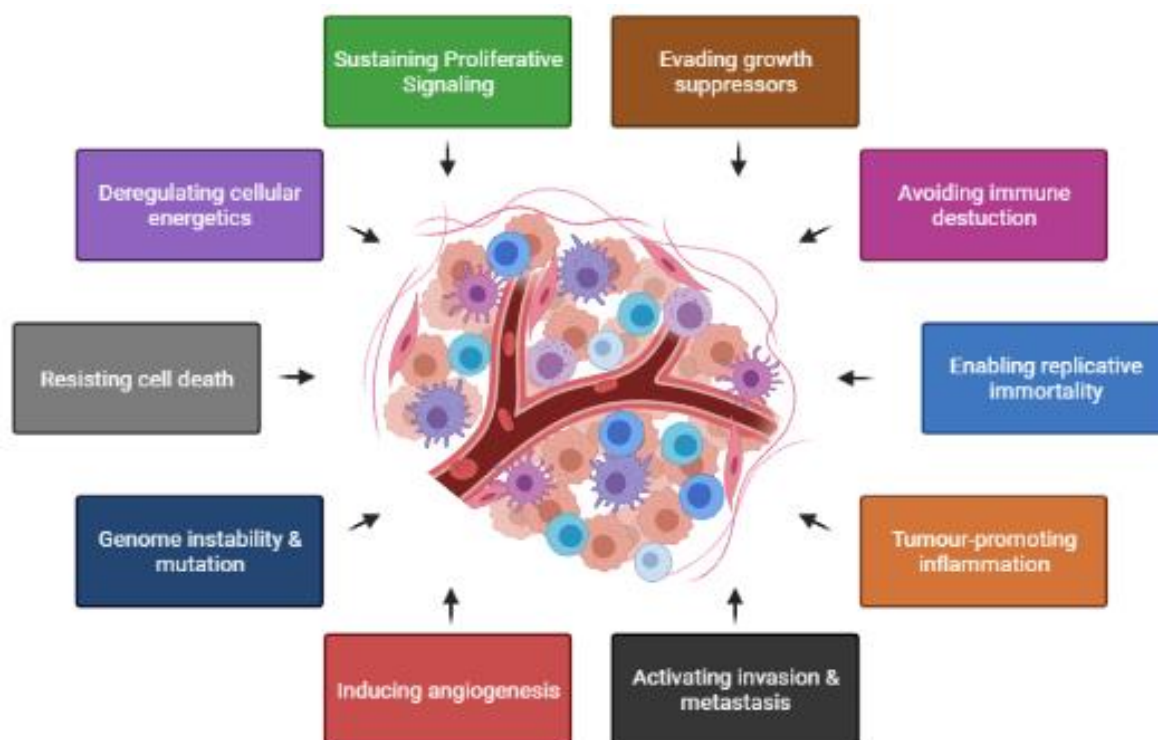 Sustaining Proliferative
Signaling
Evading growth
suppressors
Deregulating cellular
energetics
Avoiding immune
destuction
Resisting cell death
Enabling replicative
immortality
Genome instability &
mutation
Tumour-promoting
inflammation
Inducing angiogenesis
Activating invasion &
metastasis